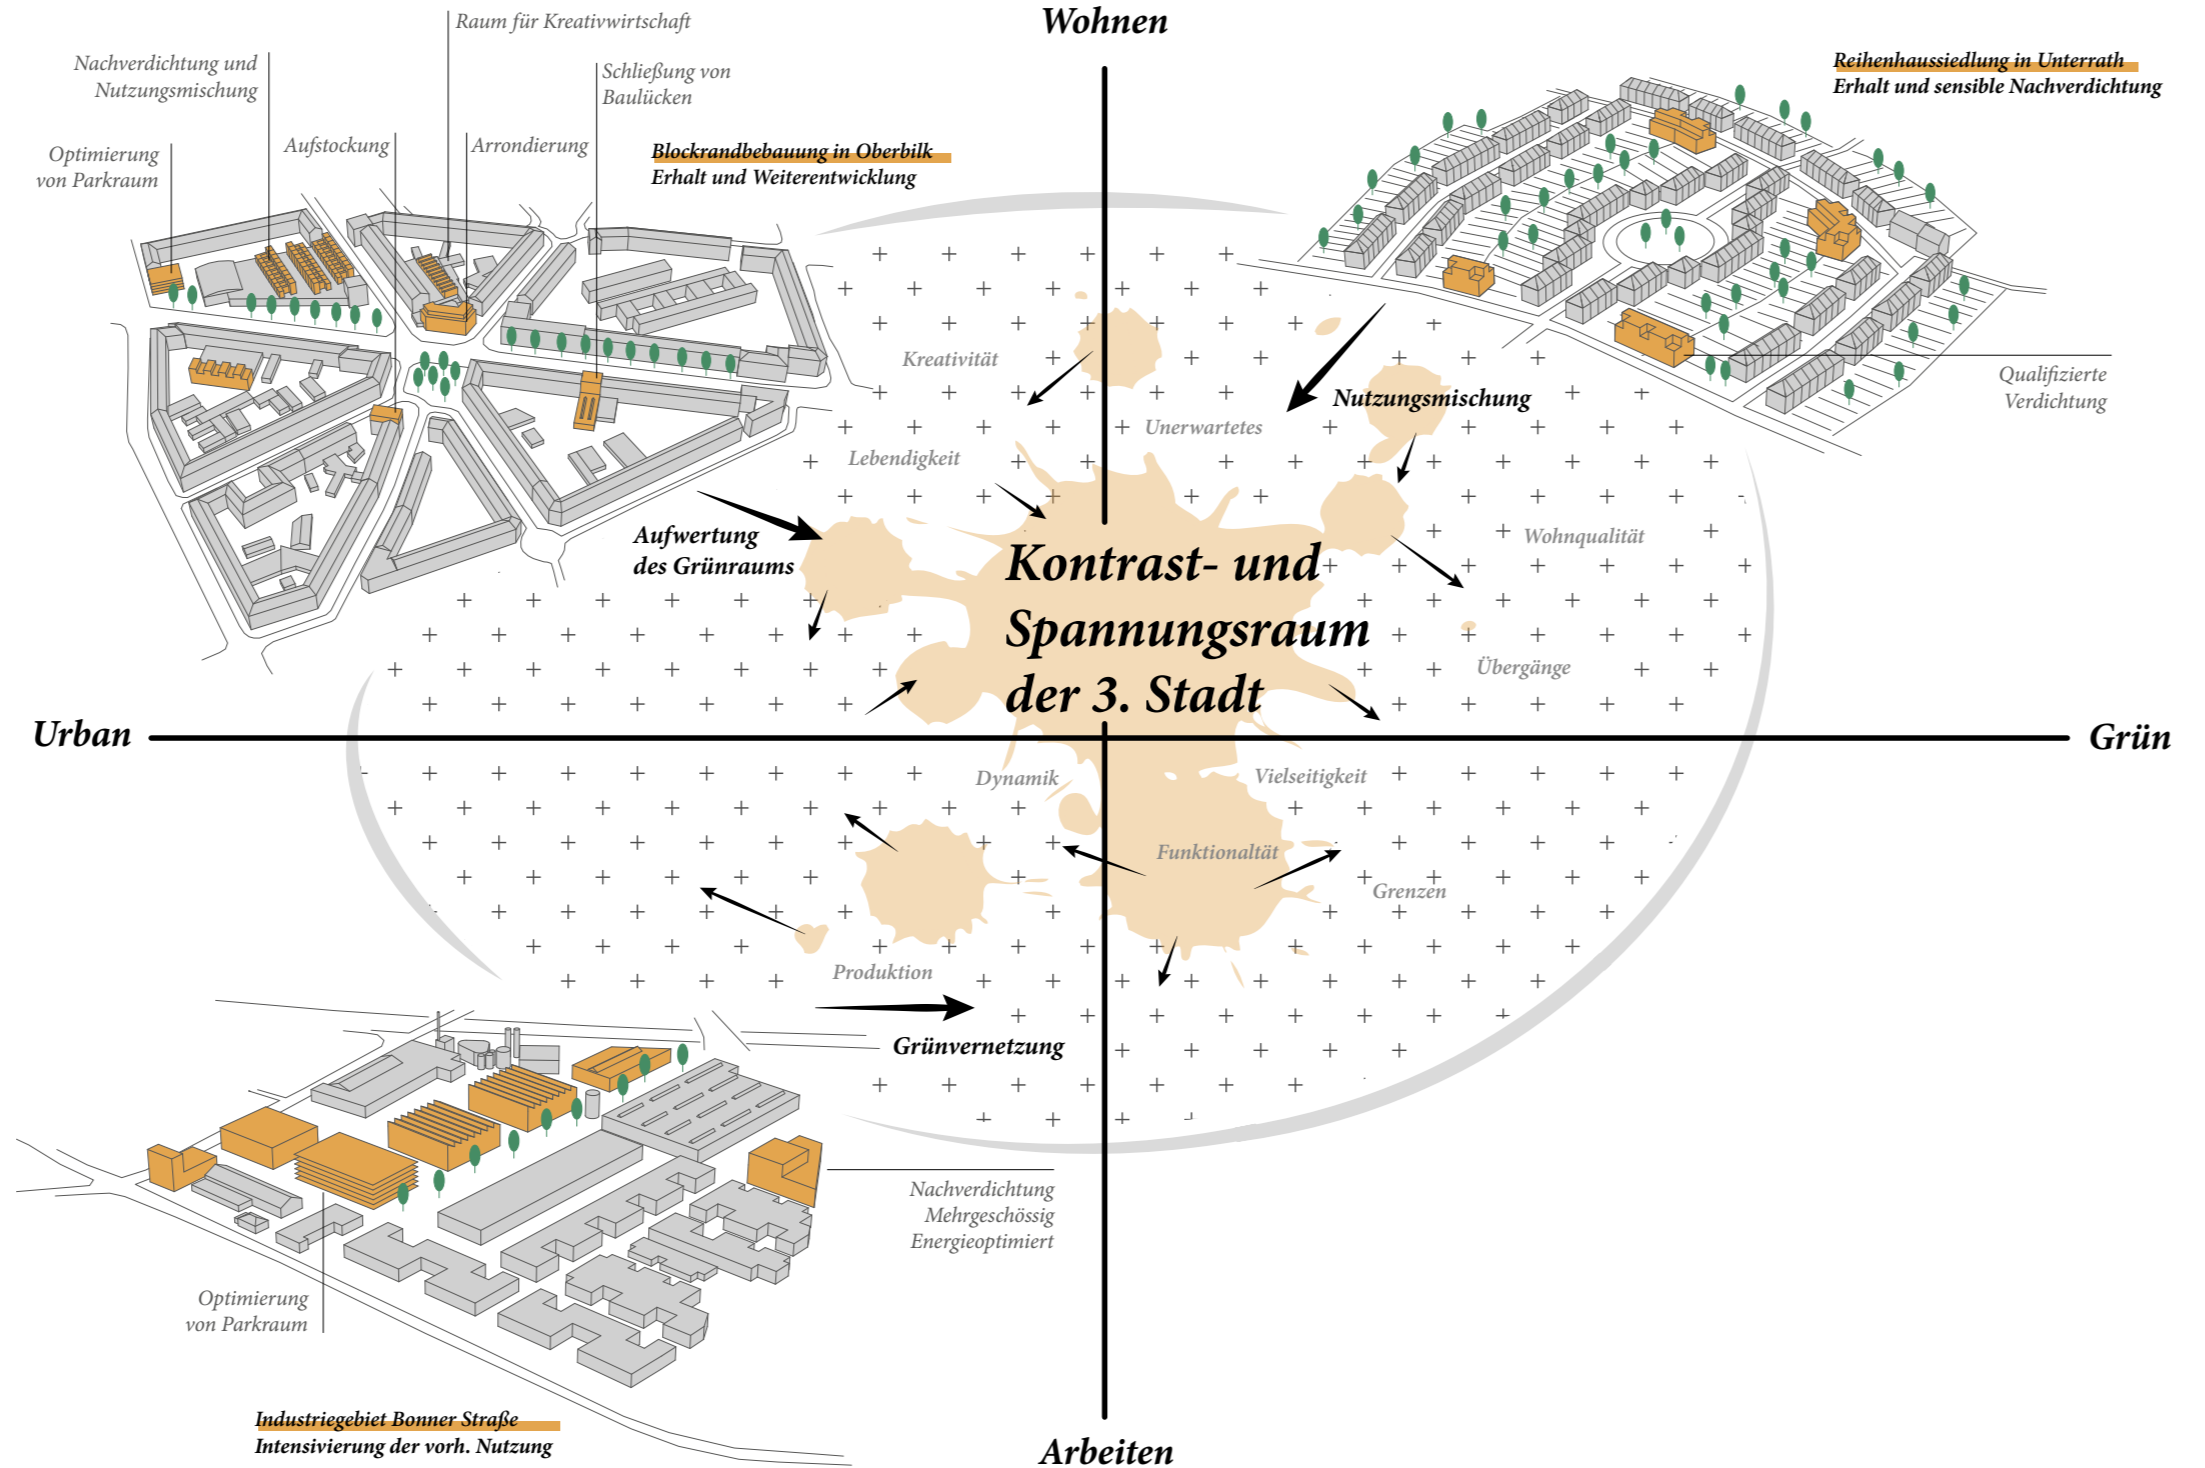 Wohnen
Raum für Kreativwirtschaft
Nachverdichtung und
Nutzungsmischung
Schließung von
Baulücken
Optimierung
von Parkraum
Aufstockung
Arrondierung
Blockrandbebauung in Oberbilk
Erhalt und Weiterentwicklung
Reihenhaussiedlung in Unterrath
Erhalt und sensible Nachverdichtung
Qualifizierte
Verdichtung
Kreativität
Nutzungsmischung
Unerwartetes
Lebendigkeit
Aufwertung
des Grünraums
Wohnqualität
Kontrast- und
Spannungsraum
der 3. Stadt
Übergänge
Urban
Grün
Dynamik
Vielseitigkeit
Funktionaltät
Grenzen
Produktion
Grünvernetzung
Nachverdichtung
Mehrgeschössig
Energieoptimiert
Optimierung
von Parkraum
Industriegebiet Bonner Straße
Intensivierung der vorh. Nutzung
Arbeiten